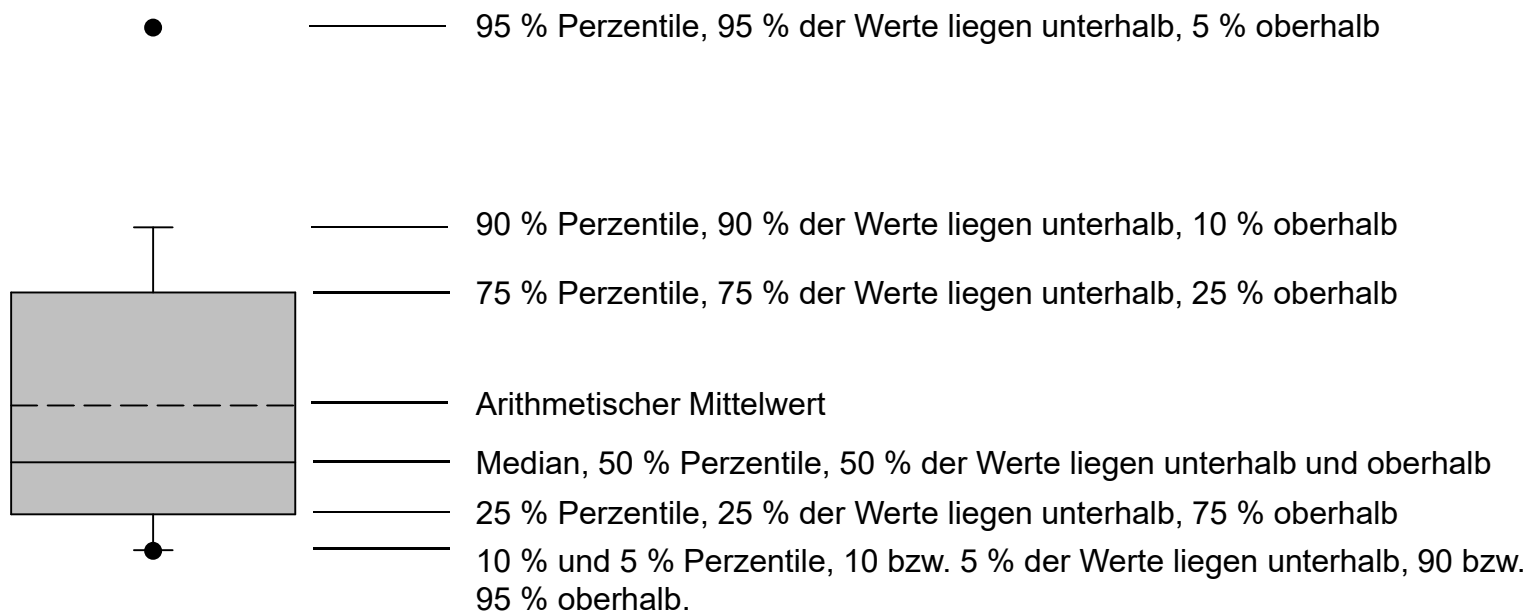 95 % Perzentile, 95 % der Werte liegen unterhalb, 5 % oberhalb
90 % Perzentile, 90 % der Werte liegen unterhalb, 10 % oberhalb
75 % Perzentile, 75 % der Werte liegen unterhalb, 25 % oberhalb
Arithmetischer Mittelwert
Median, 50 % Perzentile, 50 % der Werte liegen unterhalb und oberhalb
25 % Perzentile, 25 % der Werte liegen unterhalb, 75 % oberhalb
10 % und 5 % Perzentile, 10 bzw. 5 % der Werte liegen unterhalb, 90 bzw.
95 % oberhalb.